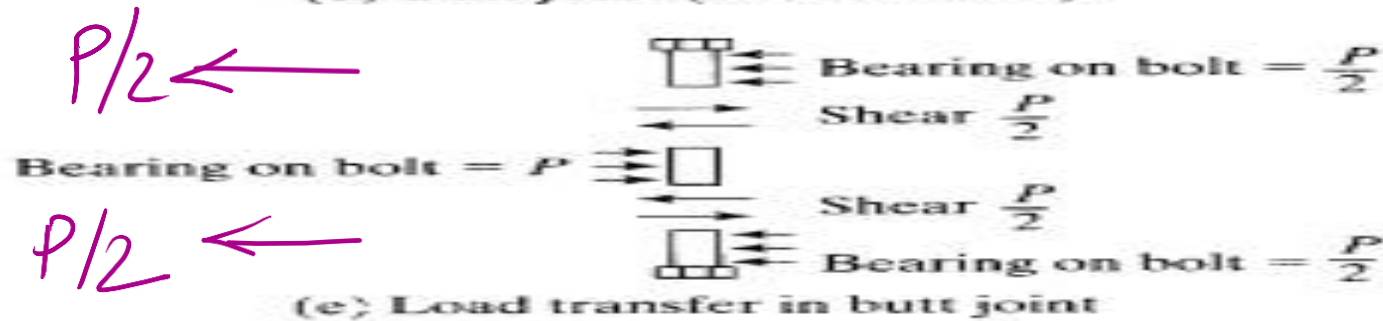 P/2
Bearing on bolt = P/2
Shear P/2
Bearing on bolt = P
Shear P/2
P/2
Bearing on bolt = P/2
(e) Load transfer in butt joint